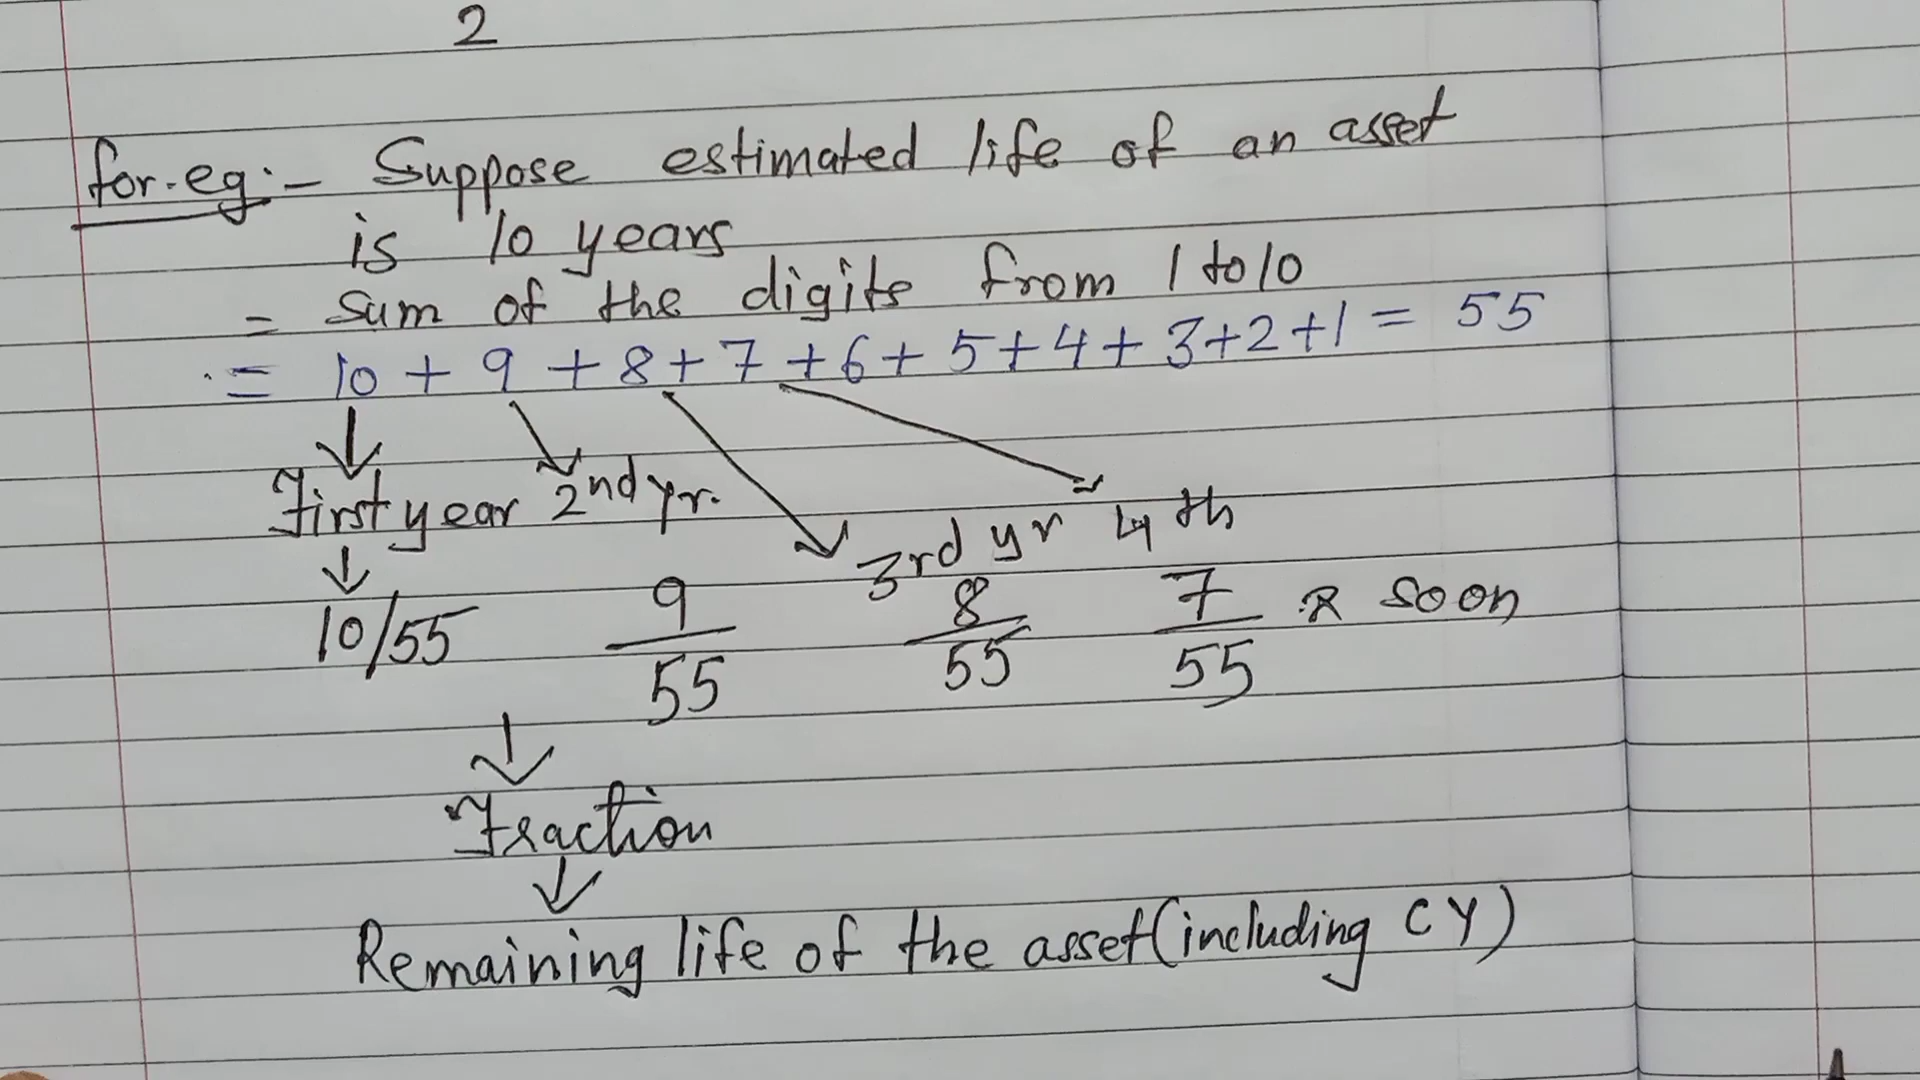 2
for.eg:- Suppose estimated life of an asset
is 10 years
= sum of the digits from 1 to 10
= 10 + 9 + 8 + 7 + 6 + 5 + 4 + 3 + 2 + 1 = 55
First year 2nd yr. 3rd yr 4th
10/55 9/55 8/55 7/55 & soon
Fraction
Remaining life of the asset (including CY)